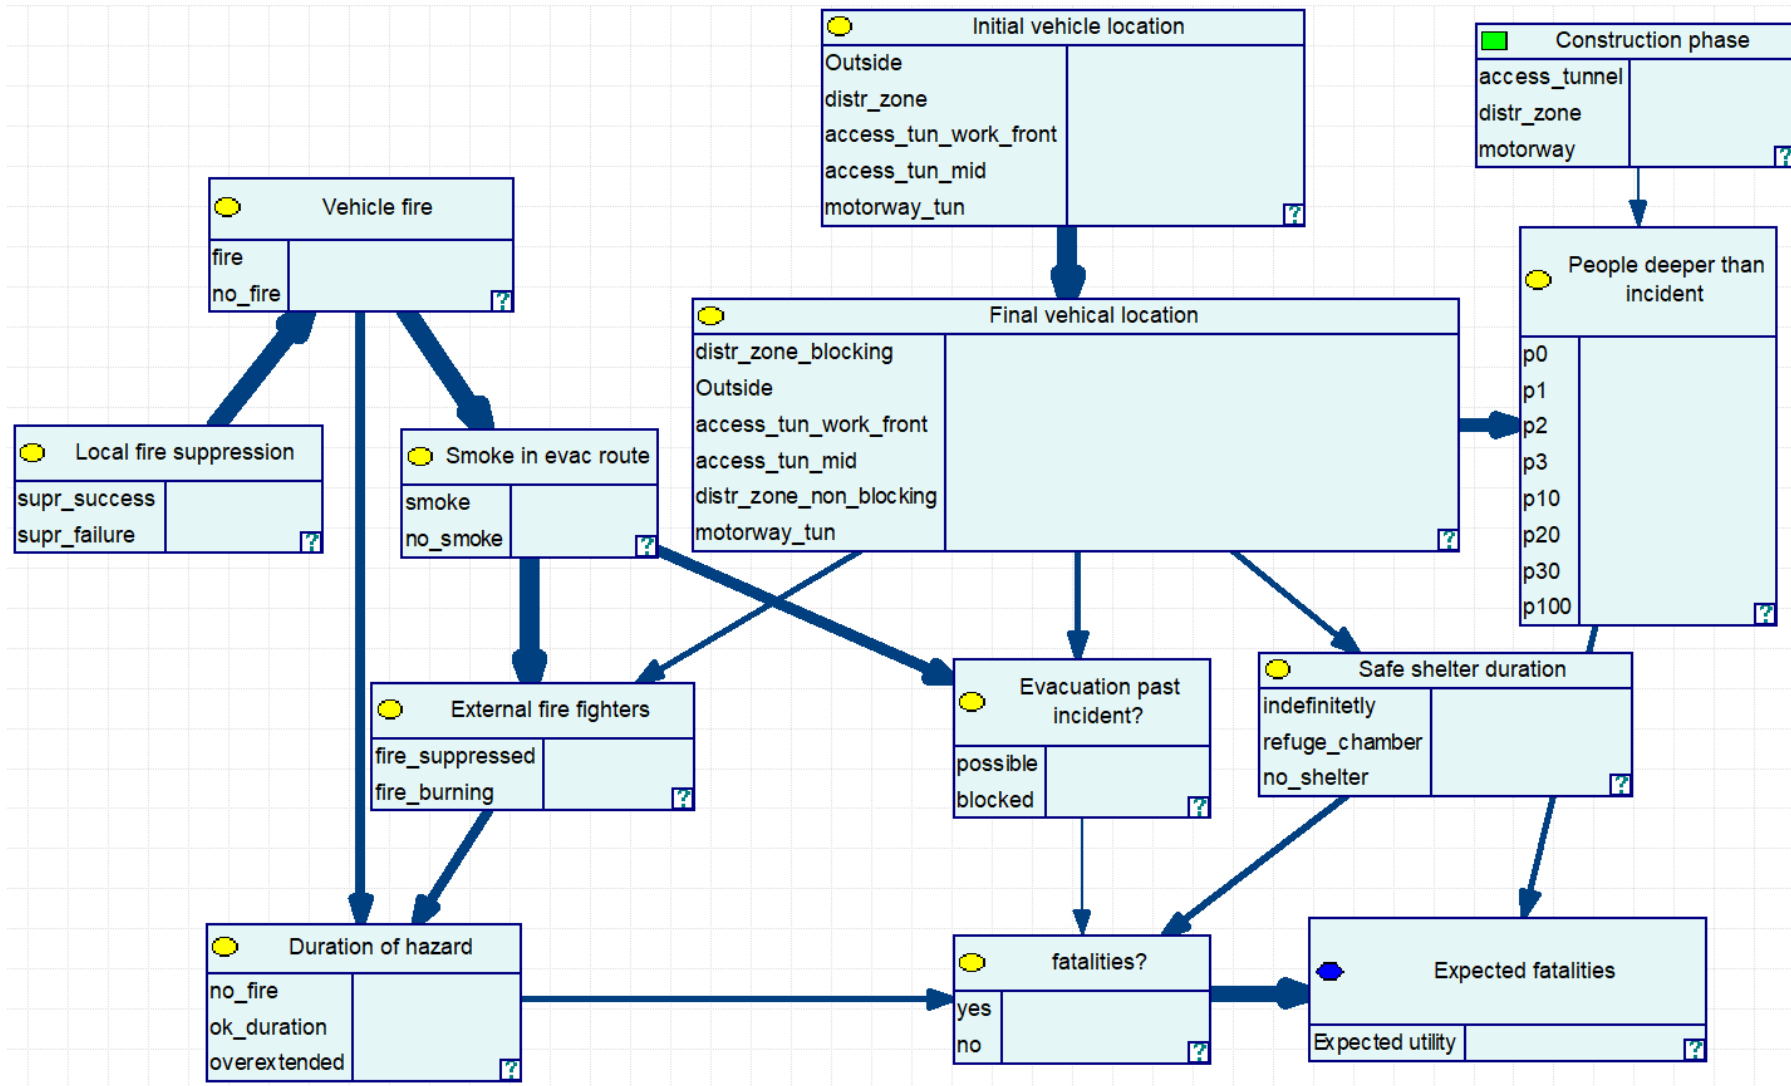 Initial vehicle location
Outside
distr_zone
access_tun_work_front
access_tun_mid
motorway_tun
?
Construction phase
access_tunnel
distr_zone
motorway
?
Vehicle fire
fire
no_fire
?
Final vehical location
distr_zone_blocking
Outside
access_tun_work_front
access_tun_mid
distr_zone_non_blocking
motorway_tun
?
People deeper than
incident
p0
p1
p2
p3
p10
p20
p30
p100
?
Local fire suppression
supr_success
supr_failure
?
Smoke in evac route
smoke
no_smoke
?
External fire fighters
fire_suppressed
fire_burning
?
Evacuation past
incident?
possible
blocked
?
Safe shelter duration
indefinitetly
refuge_chamber
no_shelter
?
Duration of hazard
no_fire
ok_duration
overextended
?
fatalities?
yes
no
?
Expected fatalities
Expected utility
?